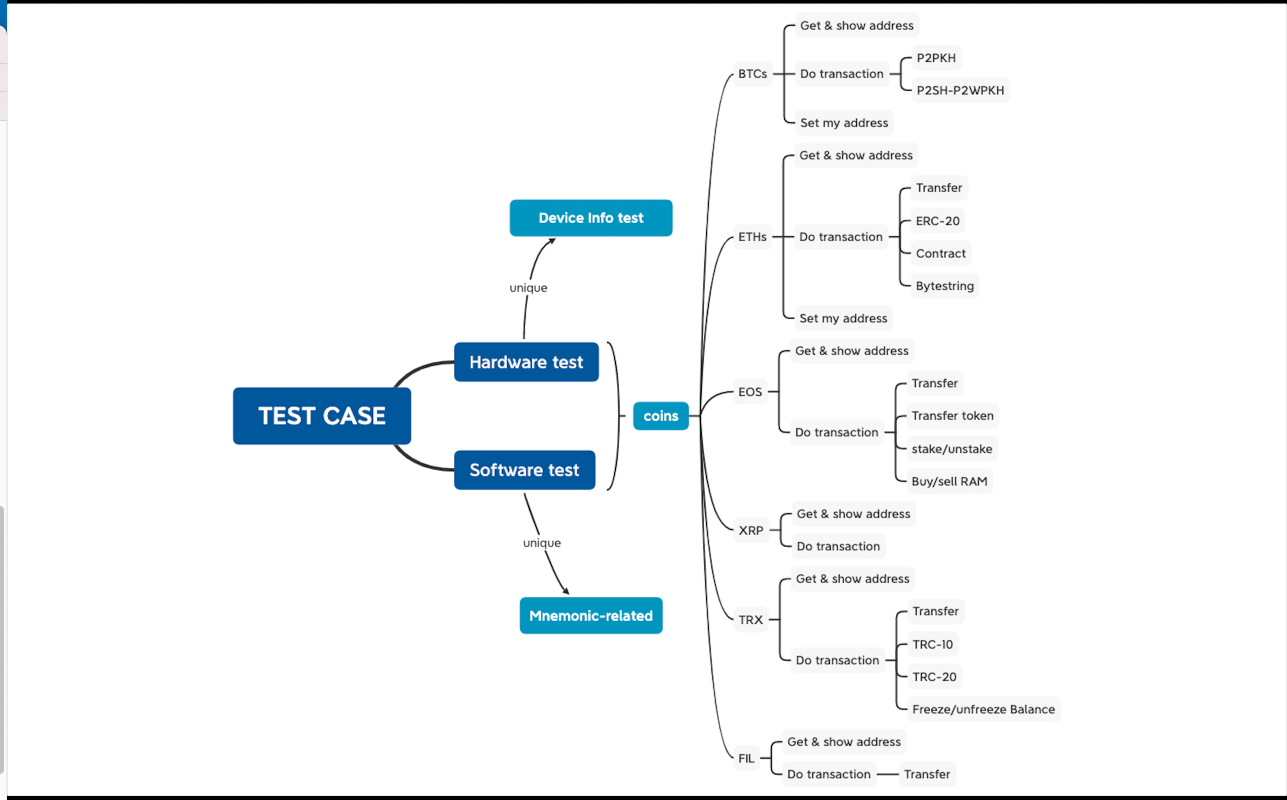 TEST CASE
Hardware test
unique
Device Info test
Software test
unique
Mnemonic-related
coins
BTCs
Get & show address
Do transaction
P2PKH
P2SH-P2WPKH
Set my address
ETHs
Get & show address
Do transaction
Transfer
ERC-20
Contract
Bytestring
Set my address
EOS
Get & show address
Do transaction
Transfer
Transfer token
stake/unstake
Buy/sell RAM
XRP
Get & show address
Do transaction
TRX
Get & show address
Do transaction
Transfer
TRC-10
TRC-20
Freeze/unfreeze Balance
FIL
Get & show address
Do transaction
Transfer